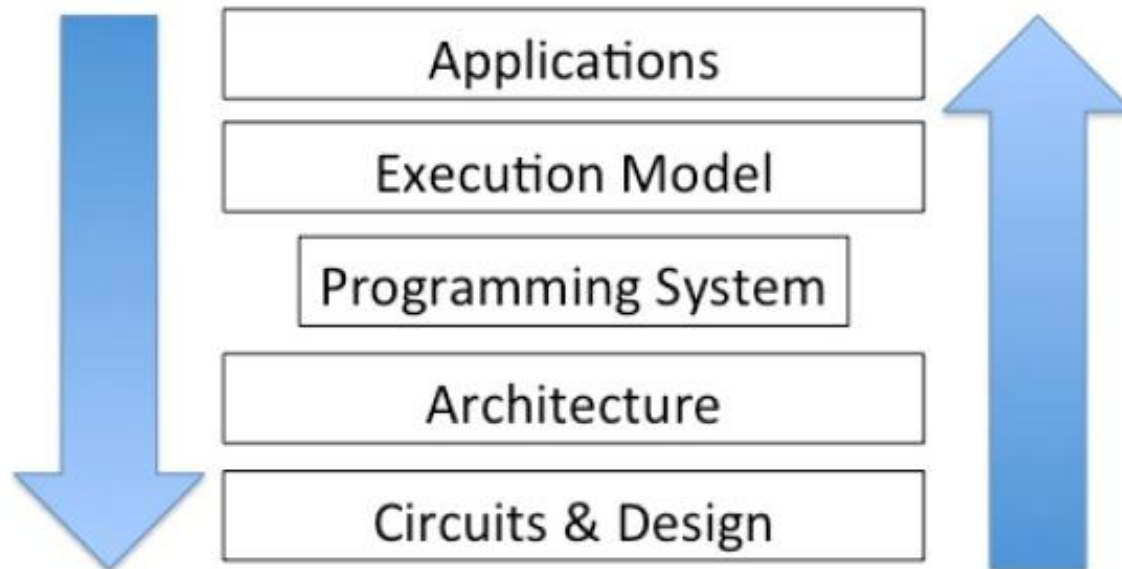 Applications
Execution Model
Programming System
Architecture
Circuits & Design